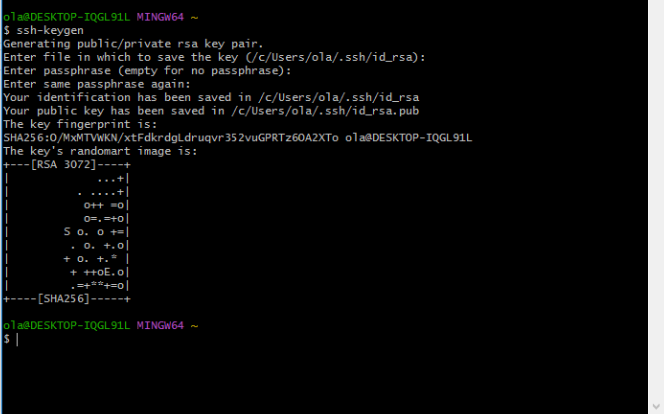 ola@DESKTOP-IQGL91L MINGW64 ~
$ ssh-keygen
Generating public/private rsa key pair.
Enter file in which to save the key (/c/Users/ola/.ssh/id_rsa):
Enter passphrase (empty for no passphrase):
Enter same passphrase again:
Your identification has been saved in /c/Users/ola/.ssh/id_rsa
Your public key has been saved in /c/Users/ola/.ssh/id_rsa.pub
The key fingerprint is:
SHA256:O/MxMTVWKN/xtFdkrdgLdruqvr352vuGPRTz6OA2XTo ola@DESKTOP-IQGL91L
The key's randomart image is:
+---[RSA 3072]----+
|             ...+|
|          . ....+|
|           o++ =o|
|           o=.=+o|
|        S o. o +=|
|         . o. +.o|
|        + o. +.* |
|         + ++oE.o|
|         .=+**+=o|
+----[SHA256]-----+
ola@DESKTOP-IQGL91L MINGW64 ~
$